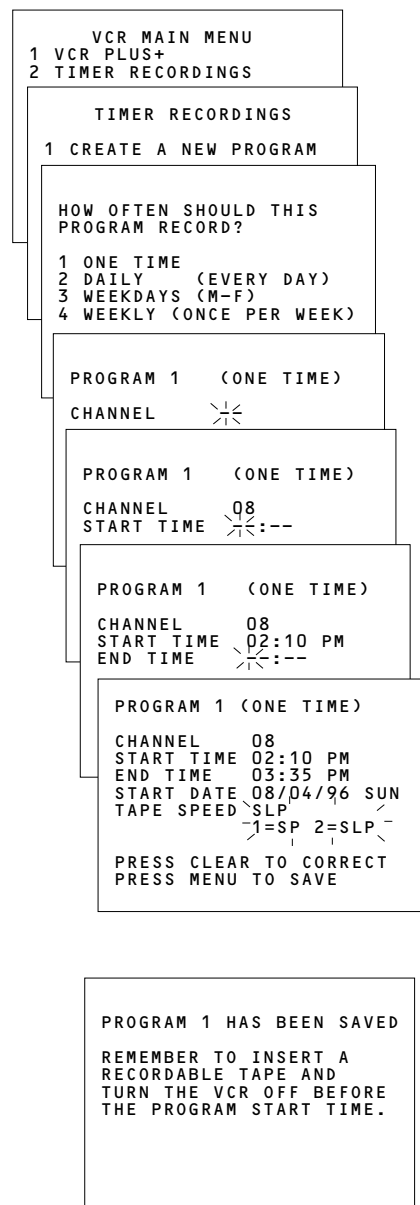 VCR MAIN MENU
1 VCR PLUS+
2 TIMER RECORDINGS
TIMER RECORDINGS
1 CREATE A NEW PROGRAM
HOW OFTEN SHOULD THIS
PROGRAM RECORD?
1 ONE TIME
2 DAILY (EVERY DAY)
3 WEEKDAYS (M-F)
4 WEEKLY (ONCE PER WEEK)
PROGRAM 1 (ONE TIME)
CHANNEL --
PROGRAM 1 (ONE TIME)
CHANNEL 08
START TIME --:--
PROGRAM 1 (ONE TIME)
CHANNEL 08
START TIME 02:10 PM
END TIME --:--
PROGRAM 1 (ONE TIME)
CHANNEL 08
START TIME 02:10 PM
END TIME 03:35 PM
START DATE 08/04/96 SUN
TAPE SPEED SLP
1=SP 2=SLP
PRESS CLEAR TO CORRECT
PRESS MENU TO SAVE
PROGRAM 1 HAS BEEN SAVED
REMEMBER TO INSERT A
RECORDABLE TAPE AND
TURN THE VCR OFF BEFORE
THE PROGRAM START TIME.